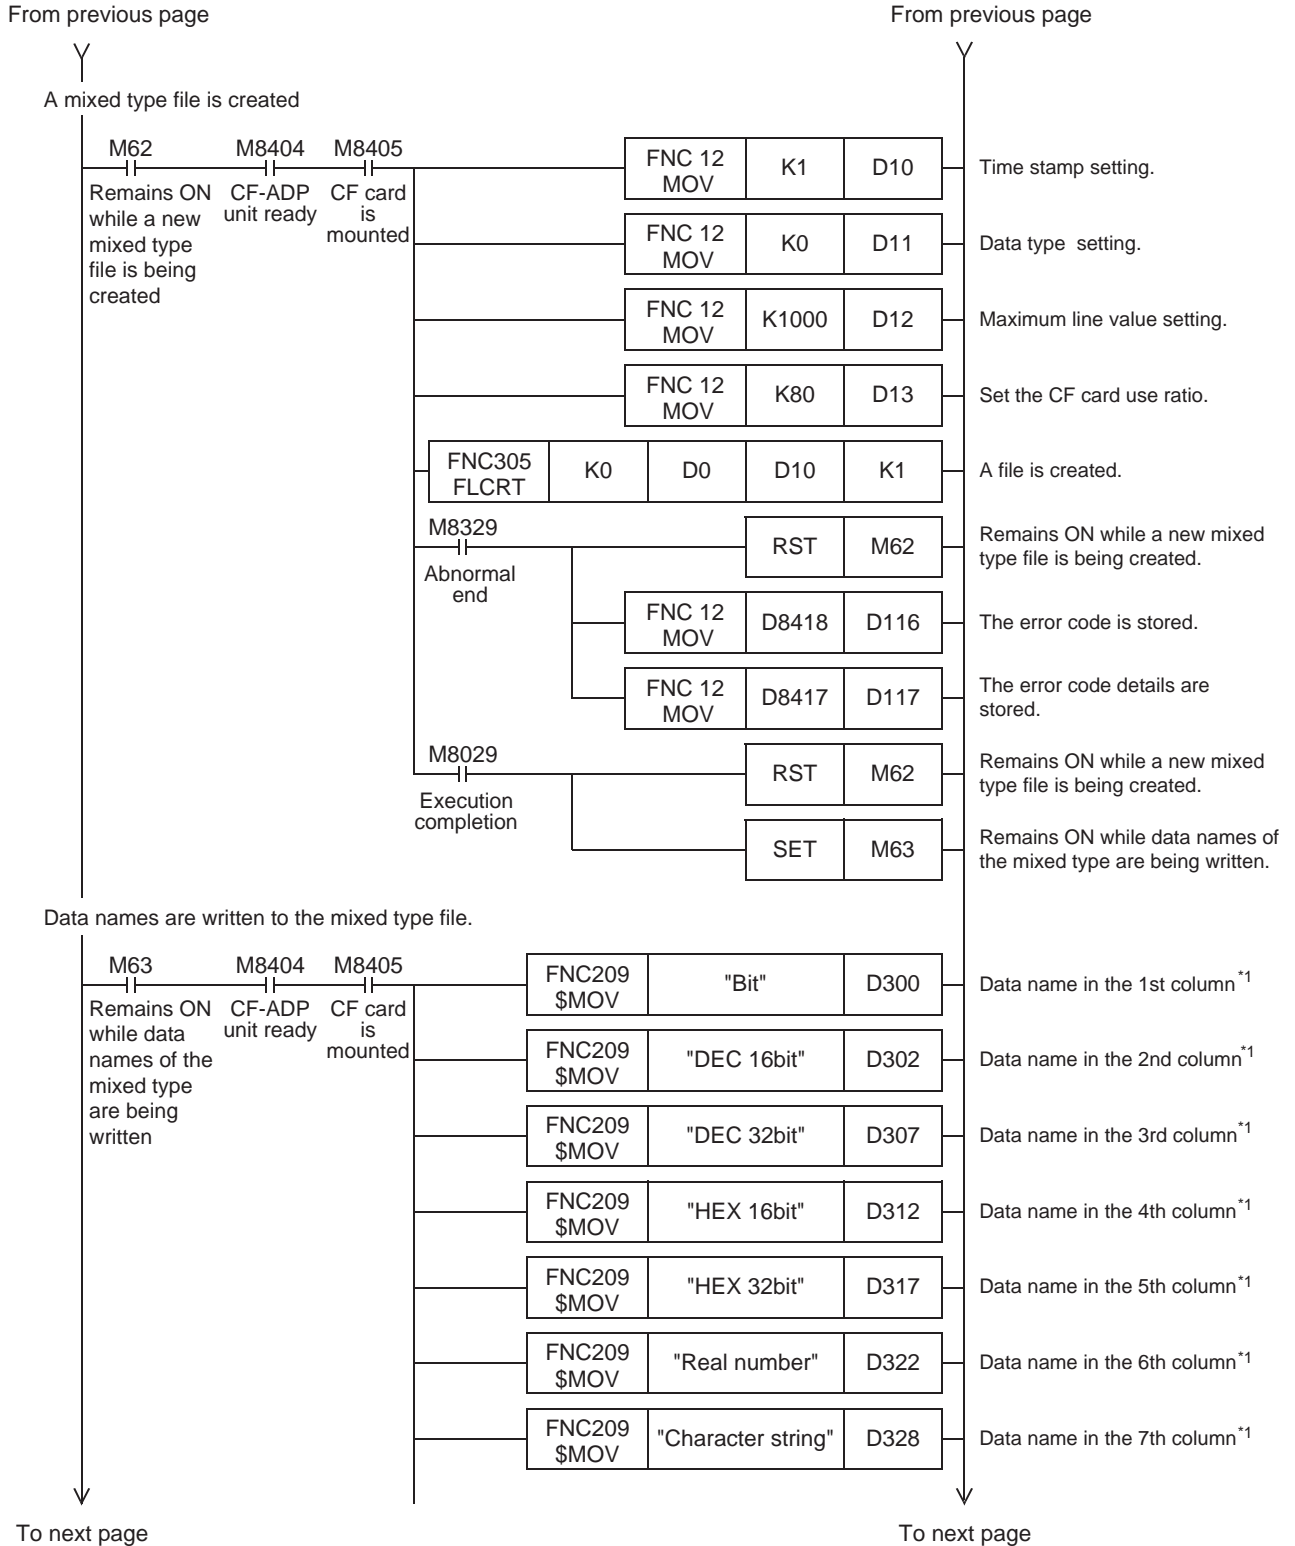 From previous page
From previous page
A mixed type file is created
M62
M8404
M8405
Remains ON
while a new
mixed type
file is being
created
CF-ADP
unit ready
CF card
is
mounted
FNC 12
MOV
K1
D10
Time stamp setting.
FNC 12
MOV
K0
D11
Data type setting.
FNC 12
MOV
K1000
D12
Maximum line value setting.
FNC 12
MOV
K80
D13
Set the CF card use ratio.
FNC305
FLCRT
K0
D0
D10
K1
A file is created.
M8329
Abnormal
end
RST
M62
Remains ON while a new mixed
type file is being created.
FNC 12
MOV
D8418
D116
The error code is stored.
FNC 12
MOV
D8417
D117
The error code details are
stored.
M8029
Execution
completion
RST
M62
Remains ON while a new mixed
type file is being created.
SET
M63
Remains ON while data names of
the mixed type are being written.
Data names are written to the mixed type file.
M63
M8404
M8405
Remains ON
while data
names of the
mixed type
are being
written
CF-ADP
unit ready
CF card
is
mounted
FNC209
$MOV
"Bit"
D300
Data name in the 1st column*1
FNC209
$MOV
"DEC 16bit"
D302
Data name in the 2nd column*1
FNC209
$MOV
"DEC 32bit"
D307
Data name in the 3rd column*1
FNC209
$MOV
"HEX 16bit"
D312
Data name in the 4th column*1
FNC209
$MOV
"HEX 32bit"
D317
Data name in the 5th column*1
FNC209
$MOV
"Real number"
D322
Data name in the 6th column*1
FNC209
$MOV
"Character string"
D328
Data name in the 7th column*1
To next page
To next page